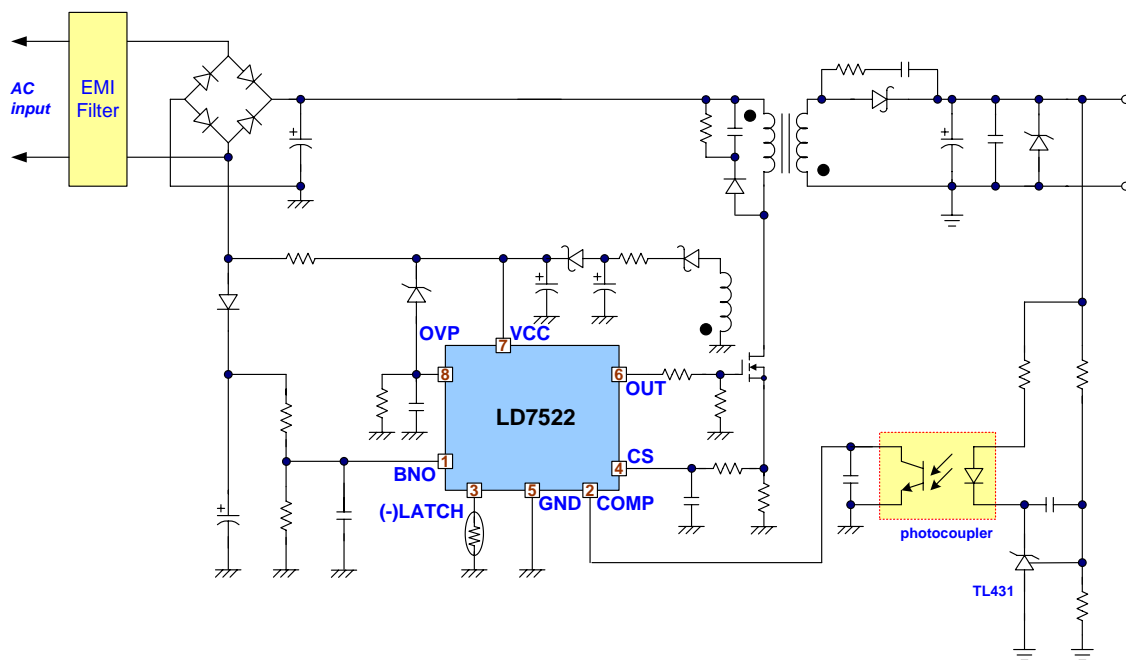 AC
input
EMI
Filter
OVP
VCC
7
8
6
OUT
LD7522
BNO
1
CS
4
3
5
2
(-)LATCH
GND
COMP
photocoupler
TL431
+
+
+
+
+